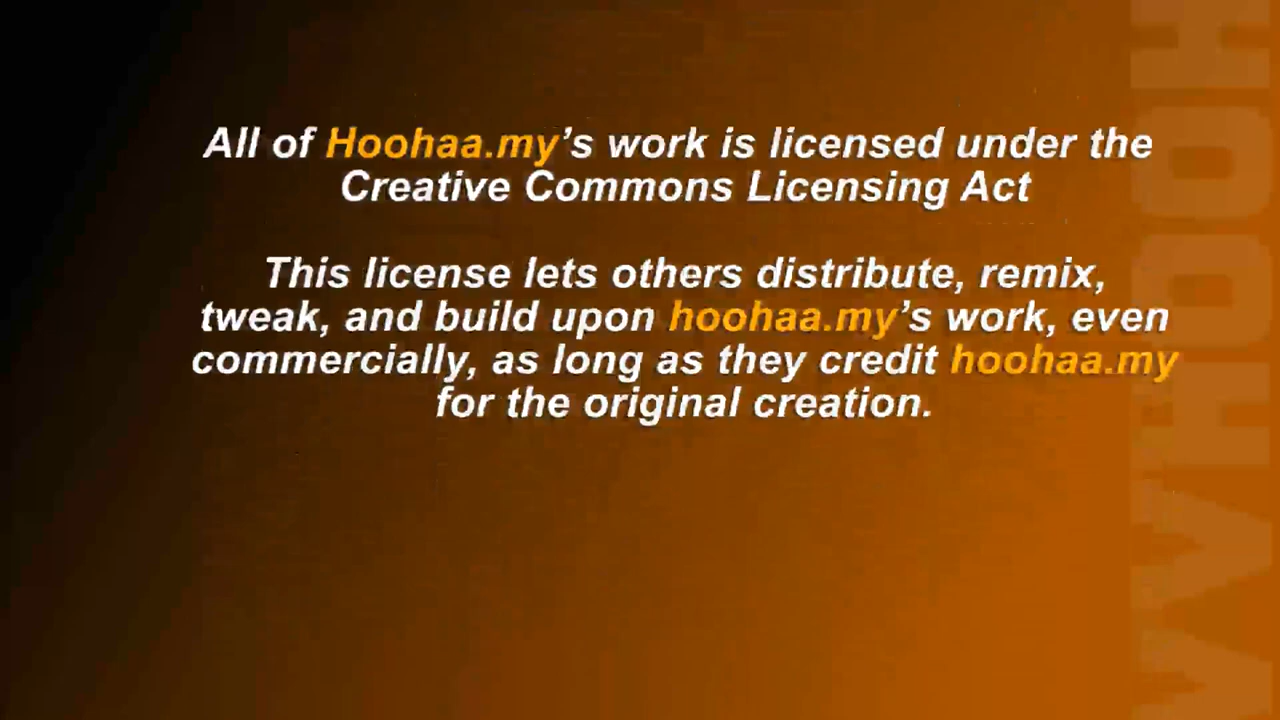 All of Hoohaa.my’s work is licensed under the
Creative Commons Licensing Act
This license lets others distribute, remix,
tweak, and build upon hoohaa.my’s work, even
commercially, as long as they credit hoohaa.my
for the original creation.